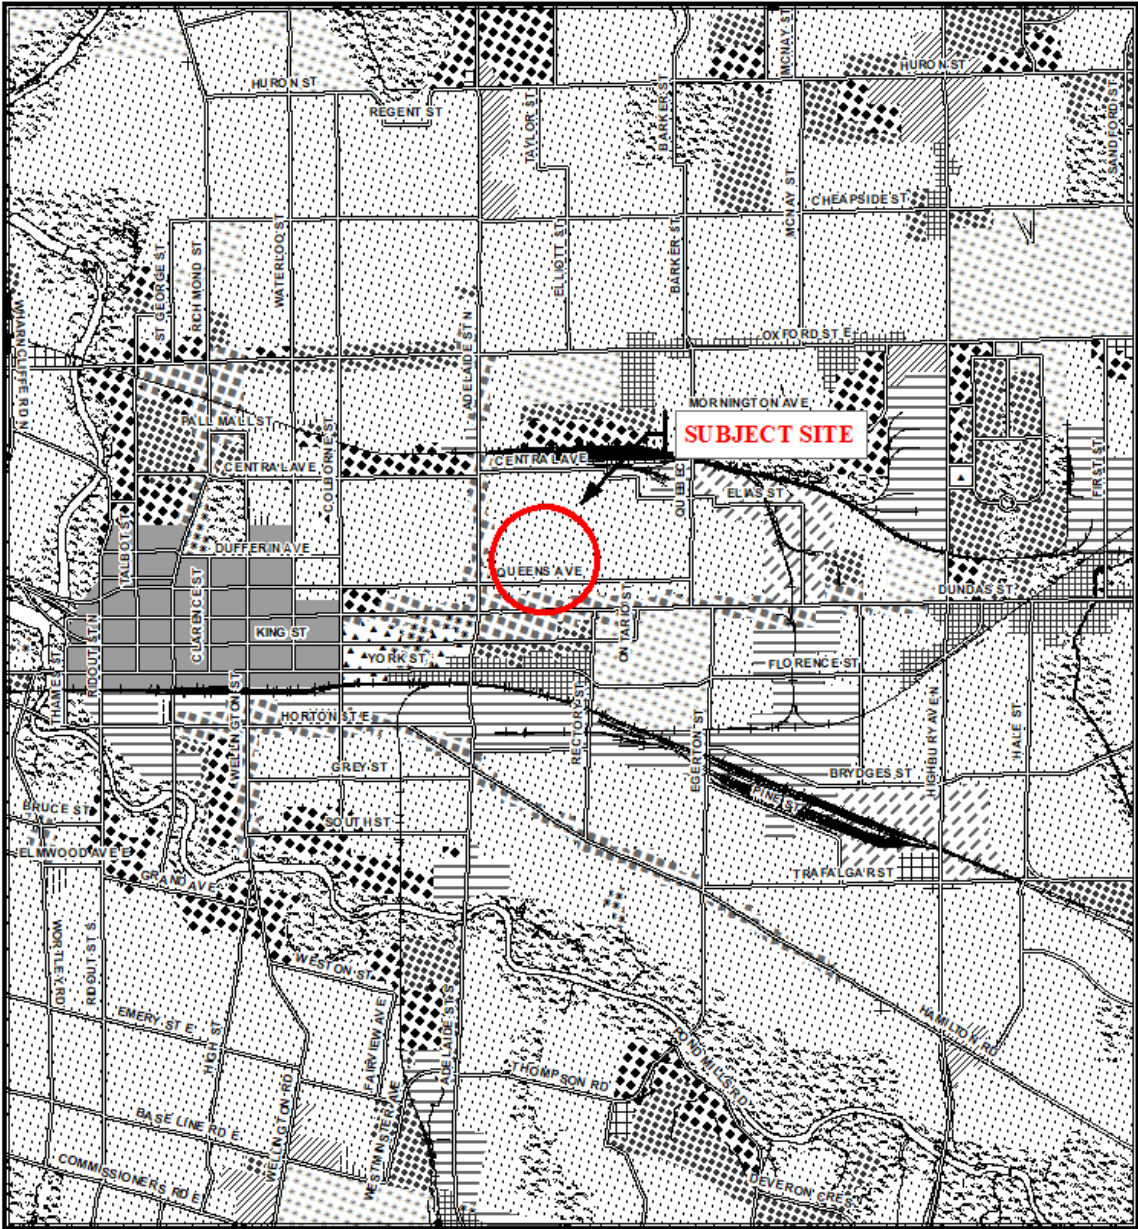 HURON ST
REGENT ST
TAYLOR ST
BARKER ST
MCNAY ST
HURON ST
SANDFORD ST
CHEAPSIDE ST
MCNAY ST
BARKER ST
ELLIOTT ST
WATERLOO ST
RICHMOND ST
ST GEORGE ST
WHARNCLIFFE RD N
ADELAIDE ST N
OXFORD ST E
MORNINGTON AVE
SUBJECT SITE
PALL MALL ST
COLBORNE ST
CENTRAL AVE
CENTRAL AVE
QUEBEC
ELIAS ST
FIRST ST
TALBOT ST
DUFFERIN AVE
QUEENS AVE
CLARENCE ST
DUNDAS ST
KING ST
ONTARIO ST
RIDOUT ST N
YORK ST
FLORENCE ST
THAMES ST
WELLINGTON ST
HORTON ST E
RECTORY ST
EGERTON ST
HIGHBURY AVE N
HALE ST
GREY ST
BRYDGES ST
PINE ST
BRUCE ST
SOUTH ST
ELMWOOD AVE E
GRAND AVE
TRAFALGAR ST
WORTLEY RD
RIDOUT ST S
WESTON ST
EMERY ST E
HIGH ST
FAIRVIEW AVE
ADELAIDE ST S
THOMPSON RD
POND MILLS RD
HAMILTON RD
BASE LINE RD E
WELLINGTON RD
WESTMINSTER AVE
COMMISSIONERS RD E
DEVERON CRES